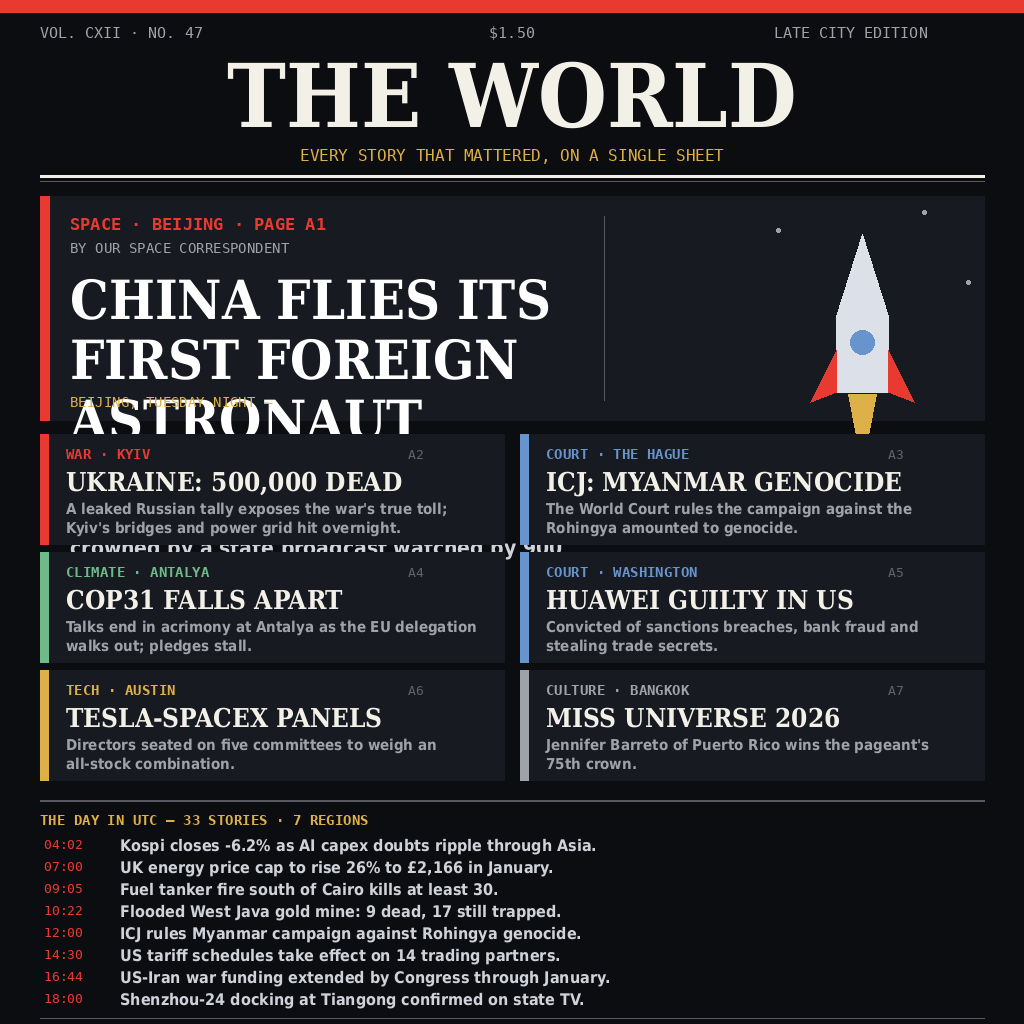 VOL. CXII · NO. 47
$1.50
LATE CITY EDITION
THE WORLD
EVERY STORY THAT MATTERED, ON A SINGLE SHEET
SPACE · BEIJING · PAGE A1
BY OUR SPACE CORRESPONDENT
CHINA FLIES ITS
FIRST FOREIGN
ASTRONAUT
BEIJING, TUESDAY NIGHT
WAR · KYIV
A2
UKRAINE: 500,000 DEAD
A leaked Russian tally exposes the war's true toll;
Kyiv's bridges and power grid hit overnight.
COURT · THE HAGUE
A3
ICJ: MYANMAR GENOCIDE
The World Court rules the campaign against the
Rohingya amounted to genocide.
crowned by a state broadcast watched by 900
CLIMATE · ANTALYA
A4
COP31 FALLS APART
Talks end in acrimony at Antalya as the EU delegation
walks out; pledges stall.
COURT · WASHINGTON
A5
HUAWEI GUILTY IN US
Convicted of sanctions breaches, bank fraud and
stealing trade secrets.
TECH · AUSTIN
A6
TESLA-SPACEX PANELS
Directors seated on five committees to weigh an
all-stock combination.
CULTURE · BANGKOK
A7
MISS UNIVERSE 2026
Jennifer Barreto of Puerto Rico wins the pageant's
75th crown.
THE DAY IN UTC — 33 STORIES · 7 REGIONS
04:02 Kospi closes -6.2% as AI capex doubts ripple through Asia.
07:00 UK energy price cap to rise 26% to £2,166 in January.
09:05 Fuel tanker fire south of Cairo kills at least 30.
10:22 Flooded West Java gold mine: 9 dead, 17 still trapped.
12:00 ICJ rules Myanmar campaign against Rohingya genocide.
14:30 US tariff schedules take effect on 14 trading partners.
16:44 US-Iran war funding extended by Congress through January.
18:00 Shenzhou-24 docking at Tiangong confirmed on state TV.